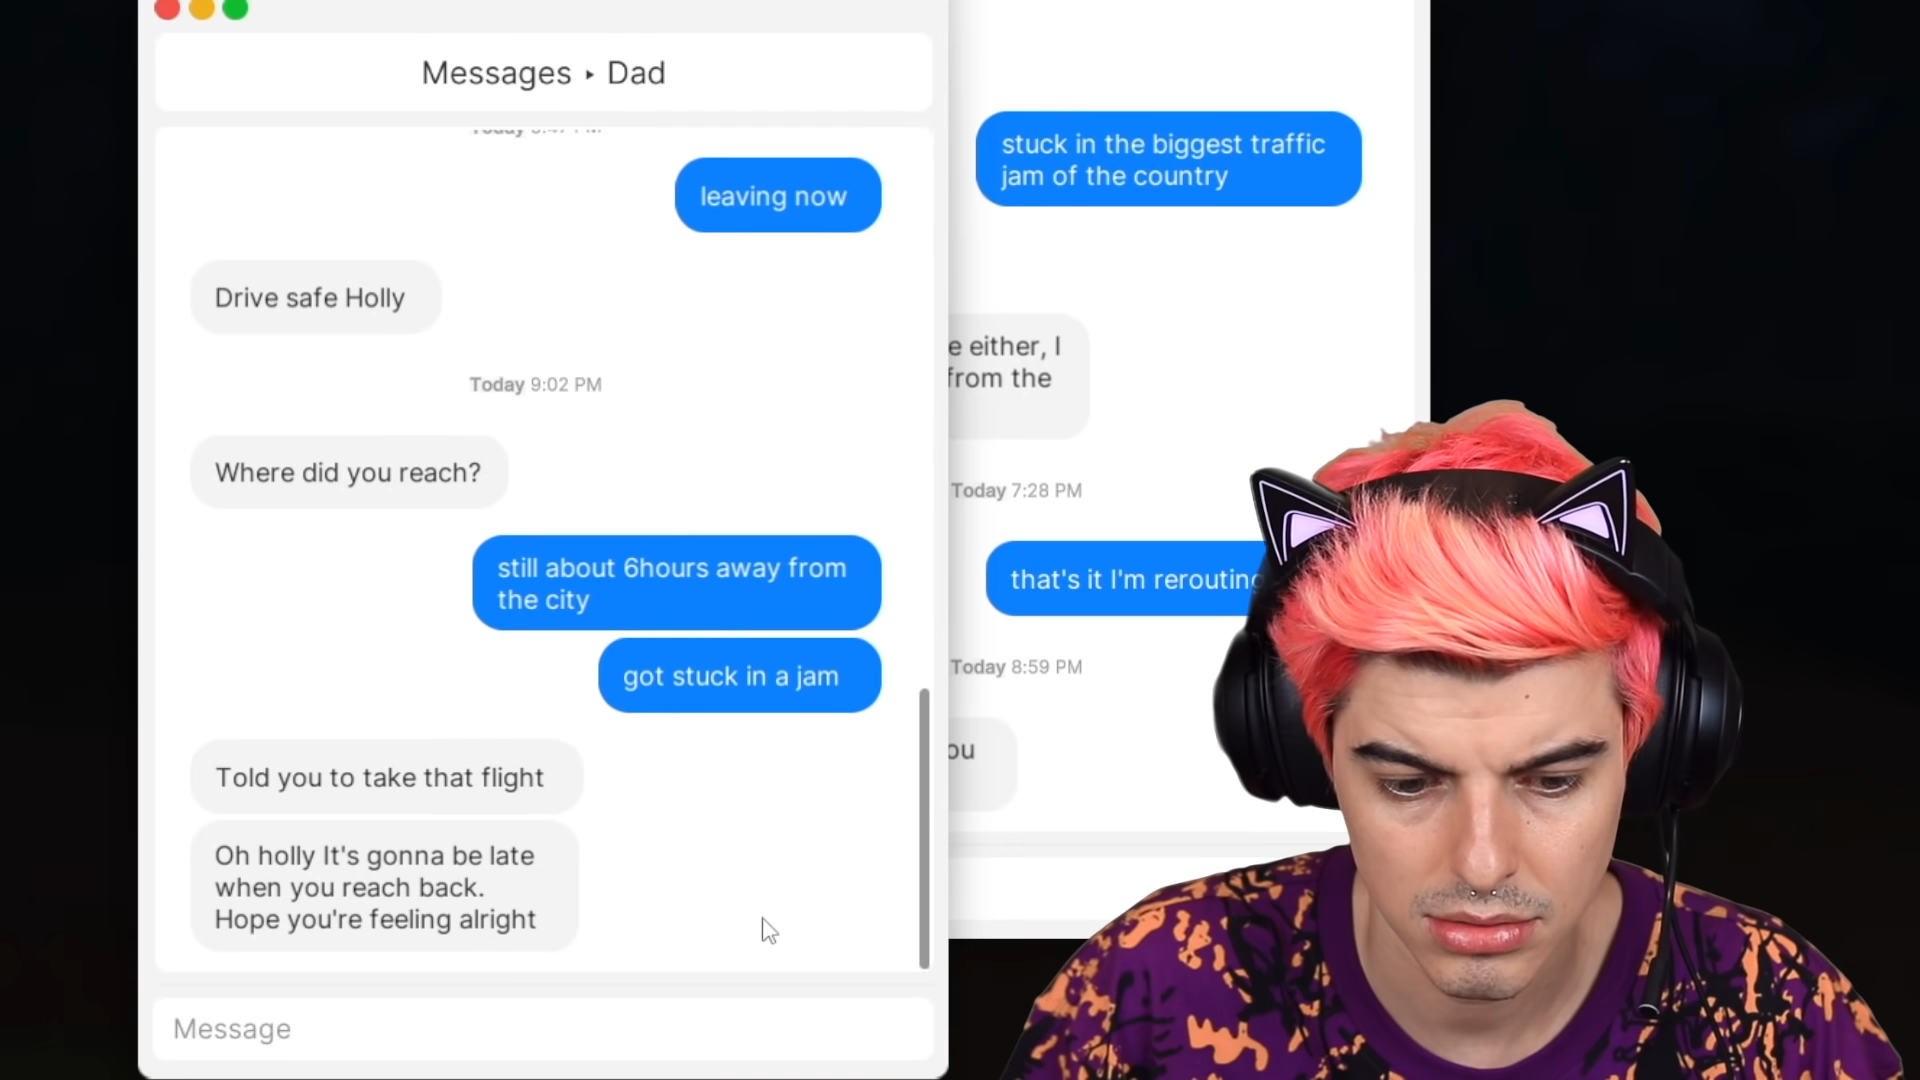 Messages ▸ Dad
leaving now
Drive safe Holly
Today 9:02 PM
Where did you reach?
still about 6hours away from
the city
got stuck in a jam
Told you to take that flight
Oh holly It's gonna be late
when you reach back.
Hope you're feeling alright
Message
stuck in the biggest traffic
jam of the country
e either, I
from the
Today 7:28 PM
that's it I'm rerouting
Today 8:59 PM
ou